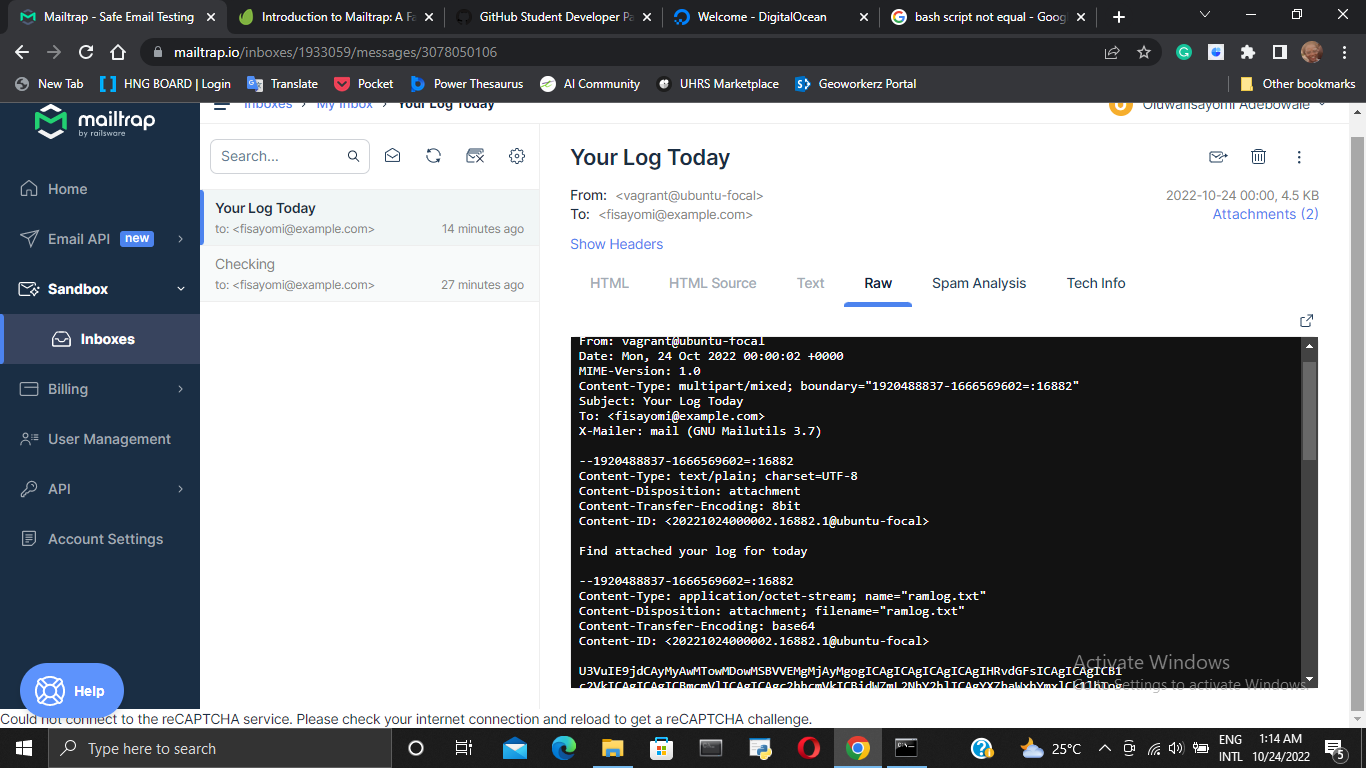 Mailtrap - Safe Email Testing
Introduction to Mailtrap: A Fa
GitHub Student Developer Pa
Welcome - DigitalOcean
bash script not equal - Goog
mailtrap.io/inboxes/1933059/messages/3078050106
New Tab
HNG BOARD | Login
Translate
Pocket
Power Thesaurus
AI Community
UHRS Marketplace
Geoworkerz Portal
Other bookmarks
mailtrap
by railsware
Home
Email API new
Sandbox
Inboxes
Billing
User Management
API
Account Settings
Help
Inboxes > My Inbox > Your Log Today
Oluwafisayomi Adebowale
Search...
Your Log Today
to: <fisayomi@example.com> 14 minutes ago
Checking
to: <fisayomi@example.com> 27 minutes ago
Your Log Today
From: <vagrant@ubuntu-focal>
2022-10-24 00:00, 4.5 KB
To: <fisayomi@example.com>
Attachments (2)
Show Headers
HTML HTML Source Text Raw Spam Analysis Tech Info
From: vagrant@ubuntu-focal
Date: Mon, 24 Oct 2022 00:00:02 +0000
MIME-Version: 1.0
Content-Type: multipart/mixed; boundary="1920488837-1666569602=:16882"
Subject: Your Log Today
To: <fisayomi@example.com>
X-Mailer: mail (GNU Mailutils 3.7)
--1920488837-1666569602=:16882
Content-Type: text/plain; charset=UTF-8
Content-Disposition: attachment
Content-Transfer-Encoding: 8bit
Content-ID: <20221024000002.16882.1@ubuntu-focal>
Find attached your log for today
--1920488837-1666569602=:16882
Content-Type: application/octet-stream; name="ramlog.txt"
Content-Disposition: attachment; filename="ramlog.txt"
Content-Transfer-Encoding: base64
Content-ID: <20221024000002.16882.1@ubuntu-focal>
U3VuIE9jdCAyMyAwMTowMDowMSBVVEMgMjAyMgogICAgICAgICAgICAgIHRvdGFsICAgICAgICB1
Activate Windows
Go to Settings to activate Windows.
Could not connect to the reCAPTCHA service. Please check your internet connection and reload to get a reCAPTCHA challenge.
Type here to search
25°C
ENG
INTL
1:14 AM
10/24/2022
5